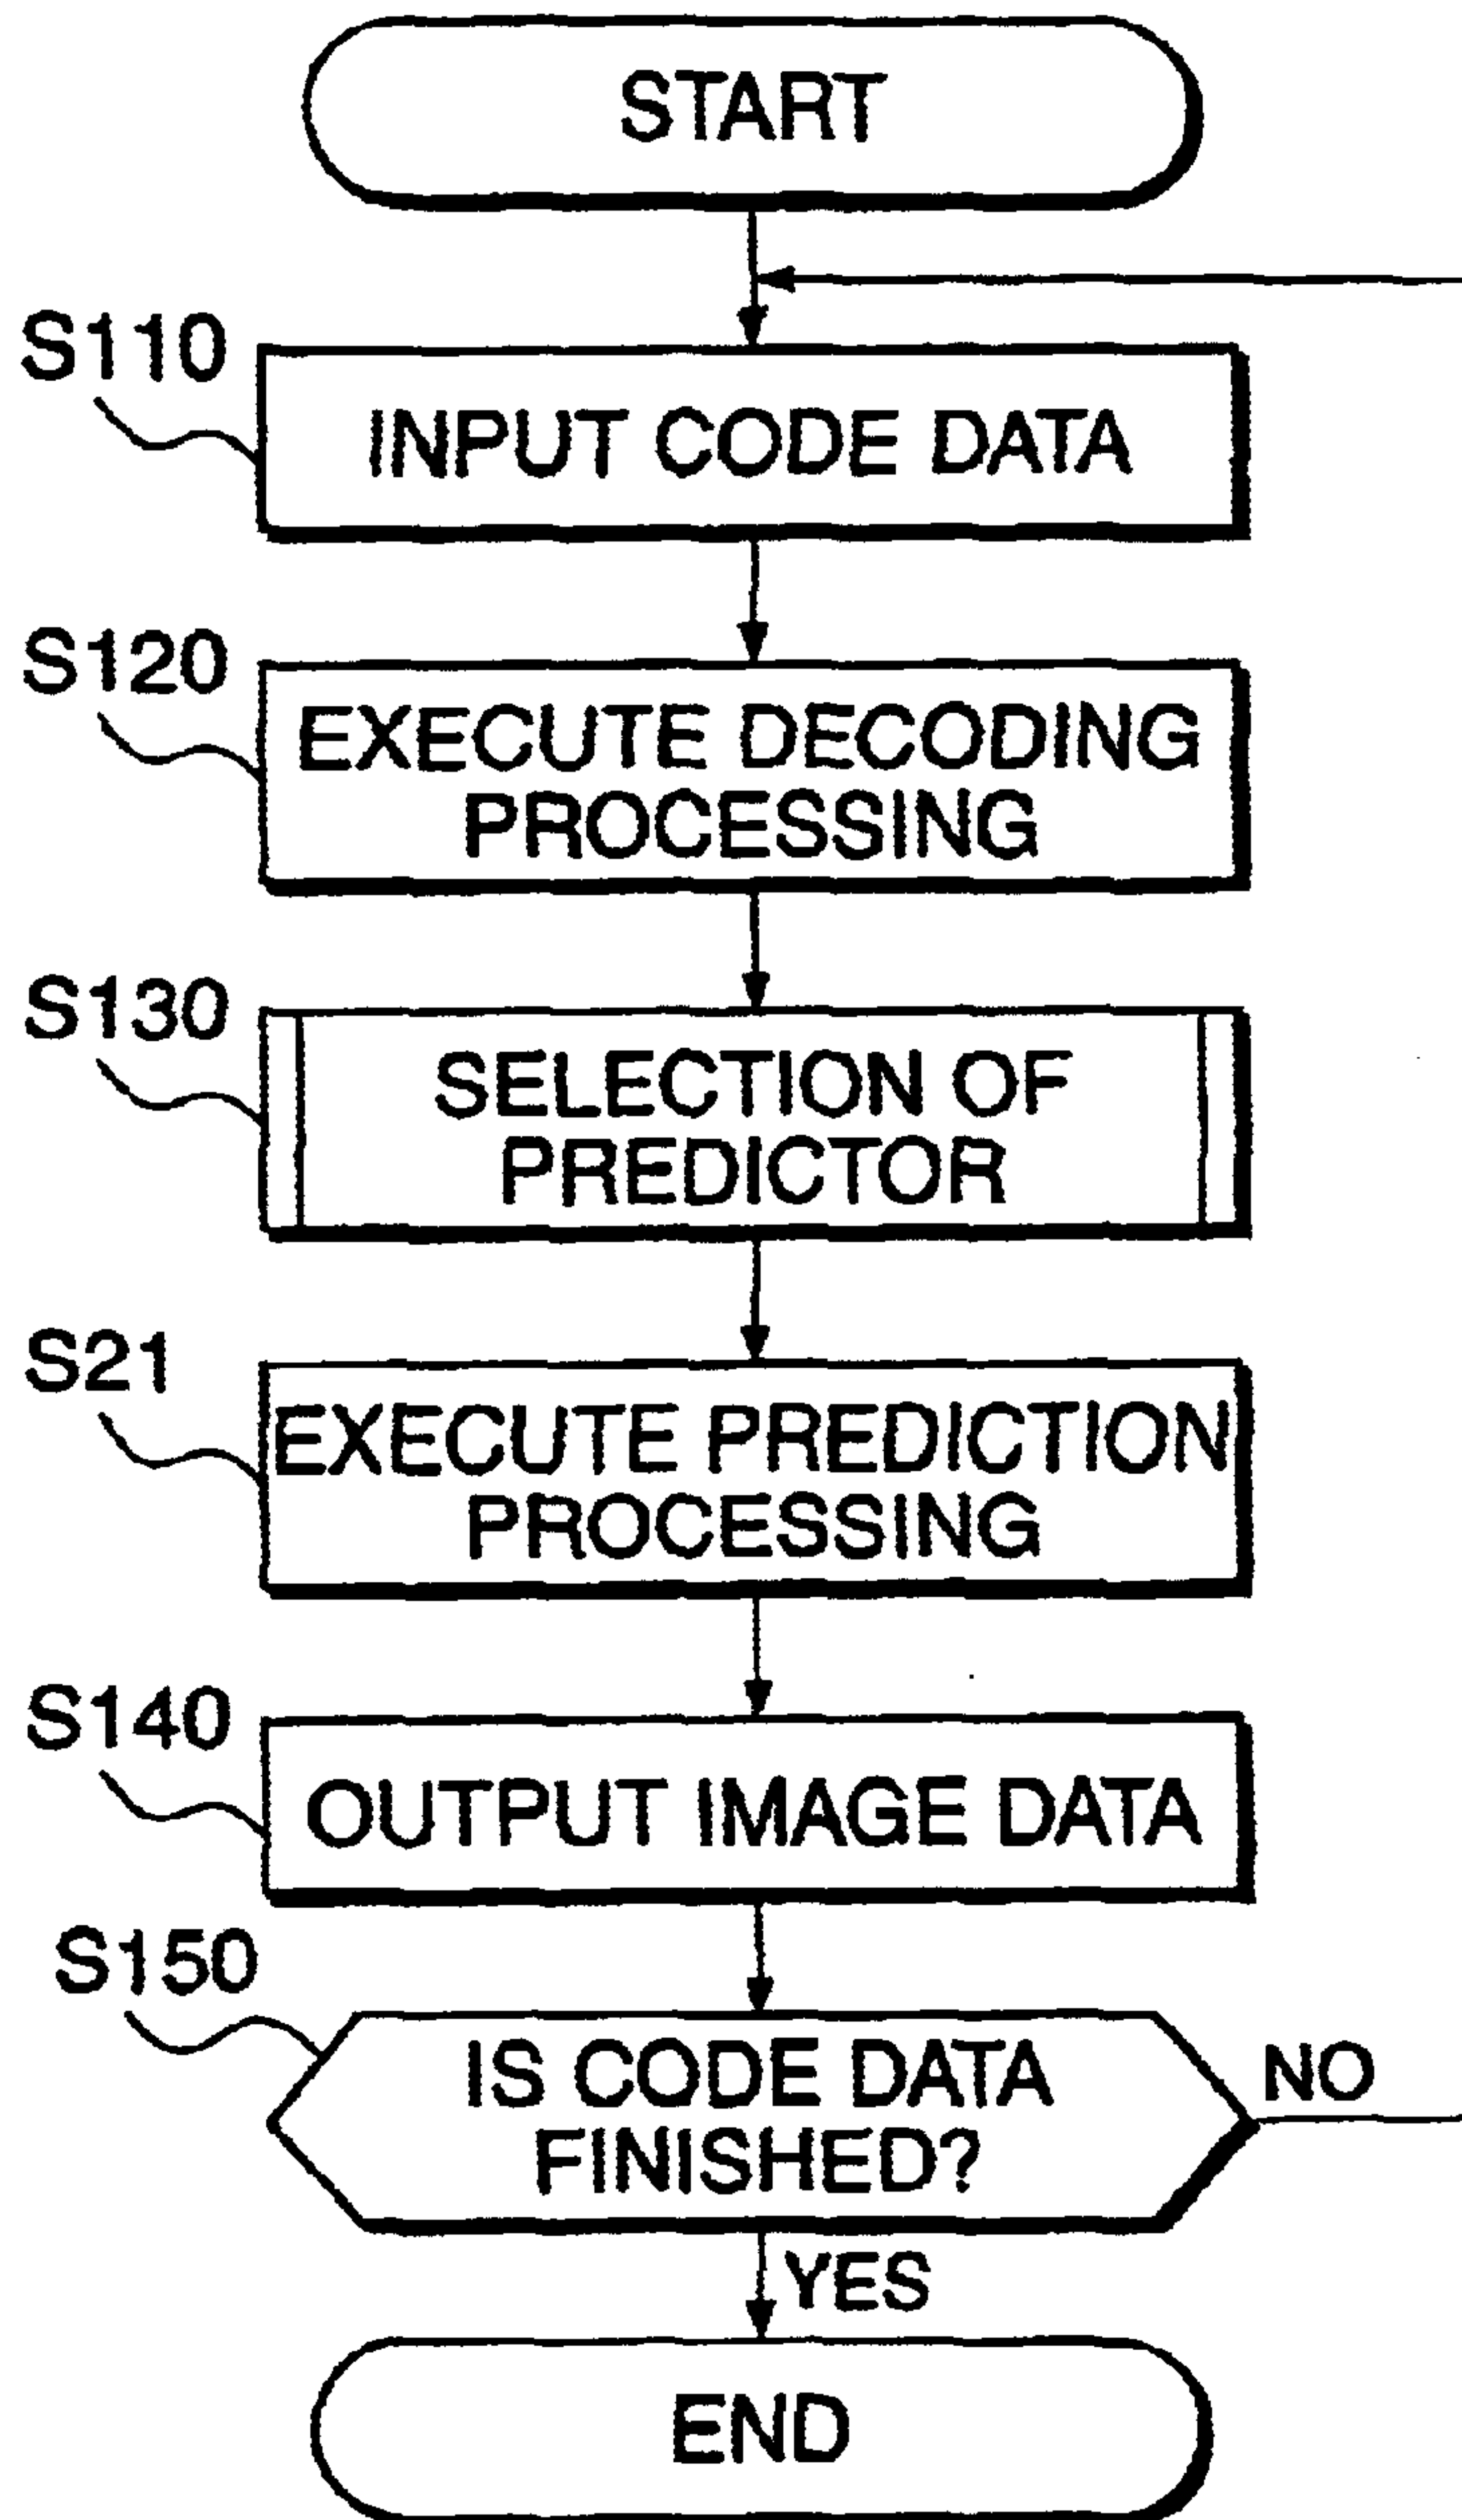 START
S110
INPUT CODE DATA
S120
EXECUTE DECODING
PROCESSING
S130
SELECTION OF
PREDICTOR
S21
EXECUTE PREDICTION
PROCESSING
S140
OUTPUT IMAGE DATA
S150
IS CODE DATA
FINISHED?
NO
YES
END